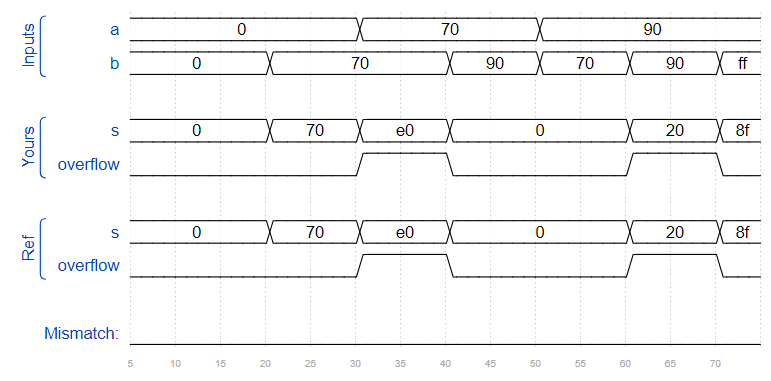 Inputs
a 0 70 90
b 0 70 90 70 90 ff
Yours
s 0 70 e0 0 20 8f
overflow
Ref
s 0 70 e0 0 20 8f
overflow
Mismatch:
5 10 15 20 25 30 35 40 45 50 55 60 65 70